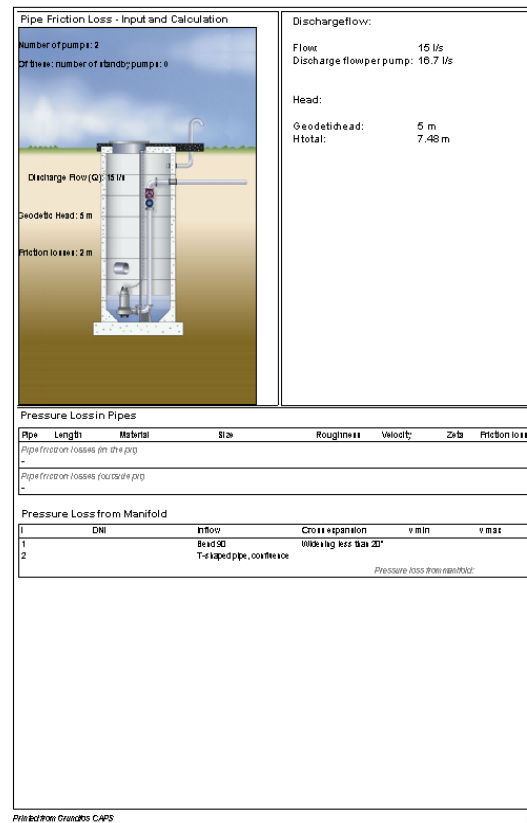 Pipe Friction Loss - Input and Calculation
Number of pumps: 2
Of these: number of standby pumps: 0
Discharge Flow (Q): 15 l/s
Geodetic Head: 5 m
Friction losses: 2 m
Dischargeflow:
Flow: 15 l/s
Discharge flow per pump: 16.7 l/s
Head:
Geodetichead: 5 m
Htotal: 7.48 m
Pressure Loss in Pipes
Pipe Length Material Size Roughness Velocity Zeta Friction loss
Pipe friction losses (in the pit)
-
Pipe friction losses (outside pit)
-
Pressure Loss from Manifold
I DNI Inflow Cross expansion v min v max
1 Bend 90 Widening less than 20°
2 T-shaped pipe, confluence
Pressure loss from manifold:
Printed from Grundfos CAPS